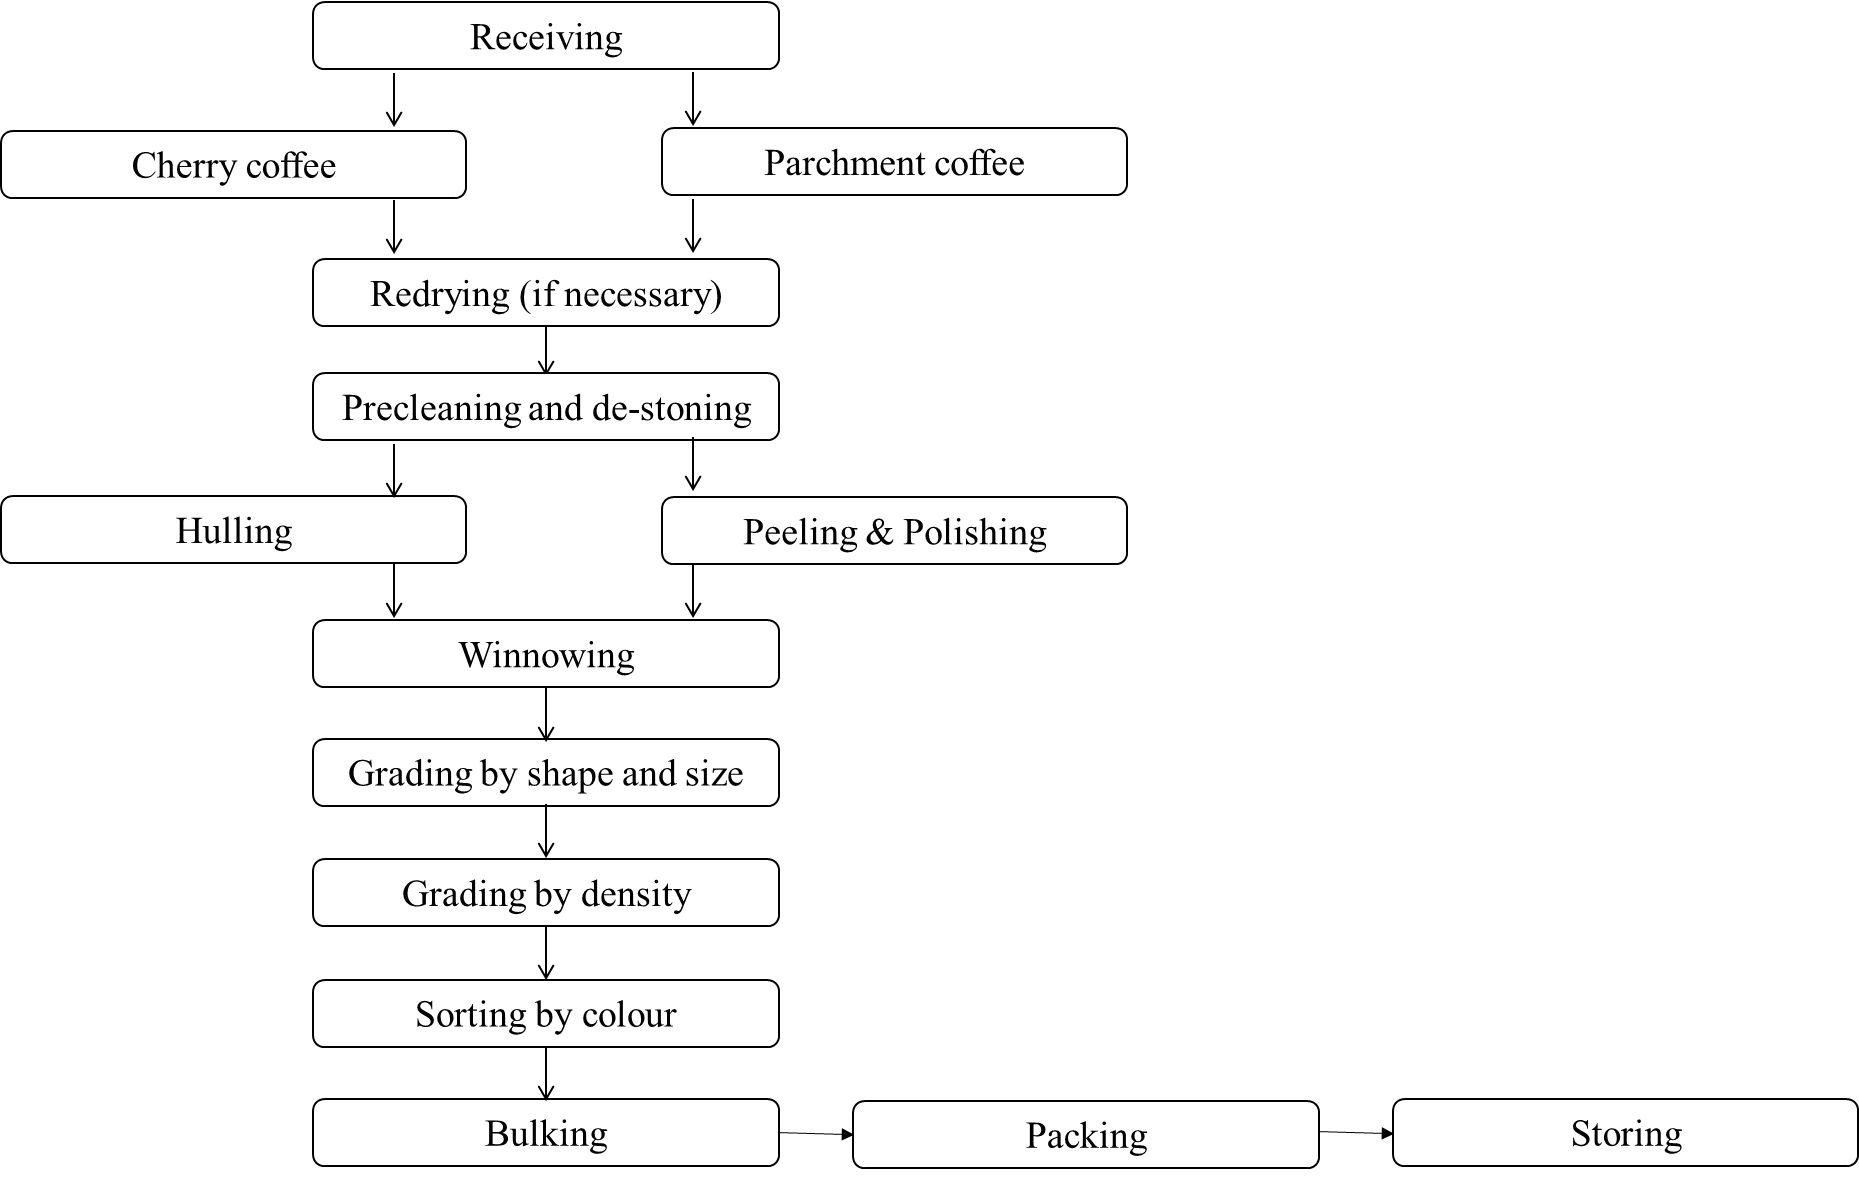 Receiving
Cherry coffee
Parchment coffee
Redrying (if necessary)
Precleaning and de-stoning
Hulling
Peeling & Polishing
Winnowing
Grading by shape and size
Grading by density
Sorting by colour
Bulking
Packing
Storing